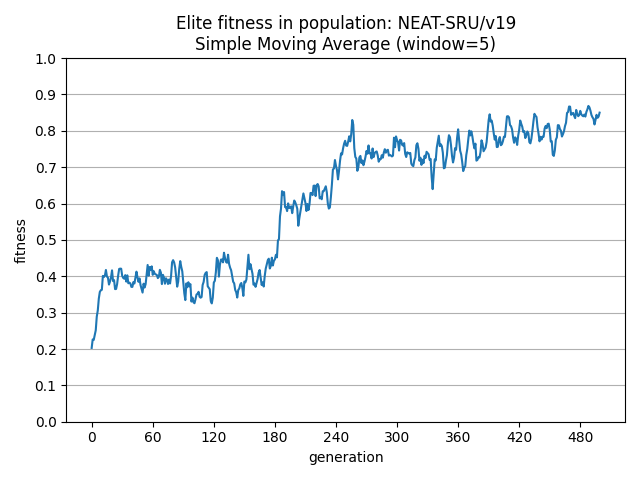 Elite fitness in population: NEAT-SRU/v19
Simple Moving Average (window=5)
1.0
0.9
0.8
0.7
0.6
0.5
0.4
0.3
0.2
0.1
0.0
fitness
0 60 120 180 240 300 360 420 480
generation